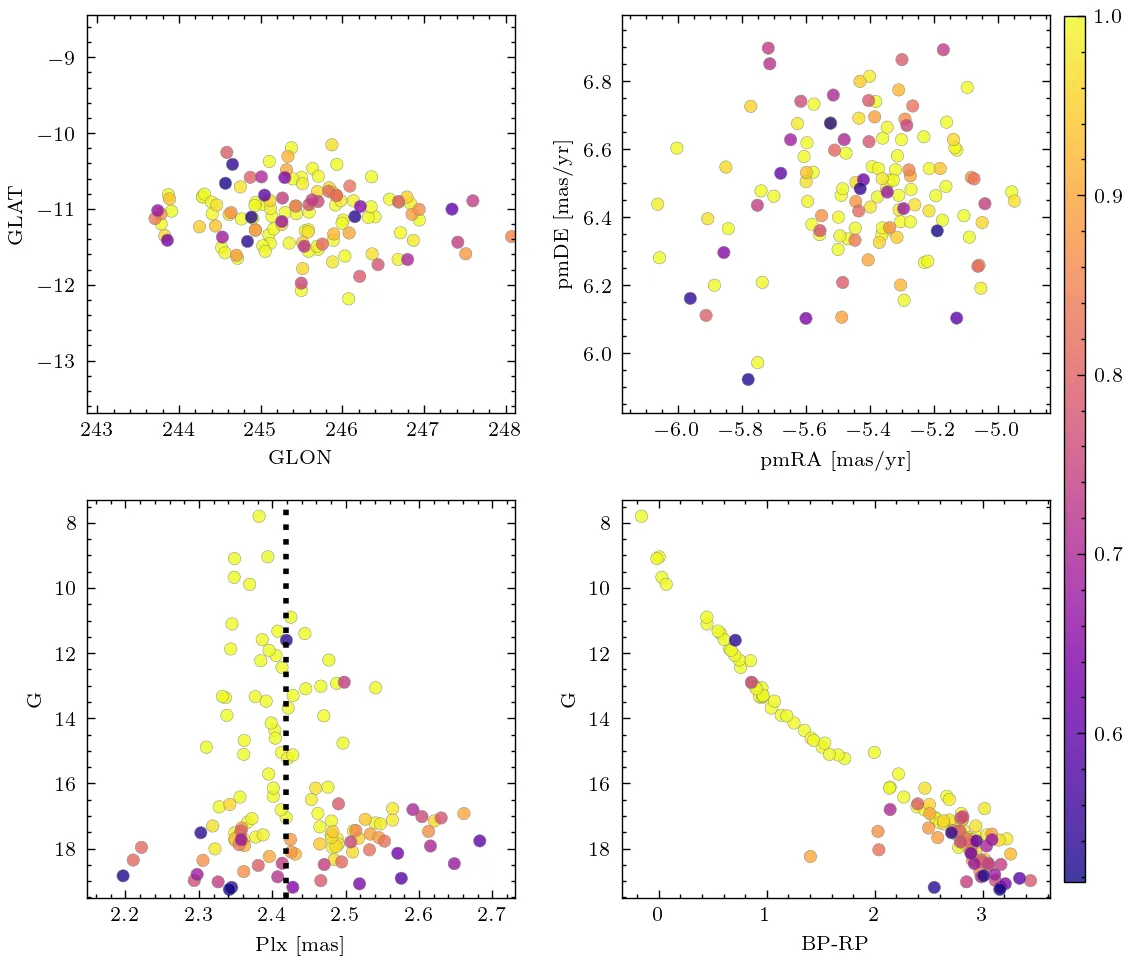 −9
−10
−11
−12
−13
GLAT
243 244 245 246 247 248
GLON
6.8
6.6
6.4
6.2
6.0
pmDE [mas/yr]
−6.0 −5.8 −5.6 −5.4 −5.2 −5.0
pmRA [mas/yr]
1.0
0.9
0.8
0.7
0.6
8
10
12
14
16
18
G
2.2 2.3 2.4 2.5 2.6 2.7
Plx [mas]
8
10
12
14
16
18
G
0 1 2 3
BP-RP